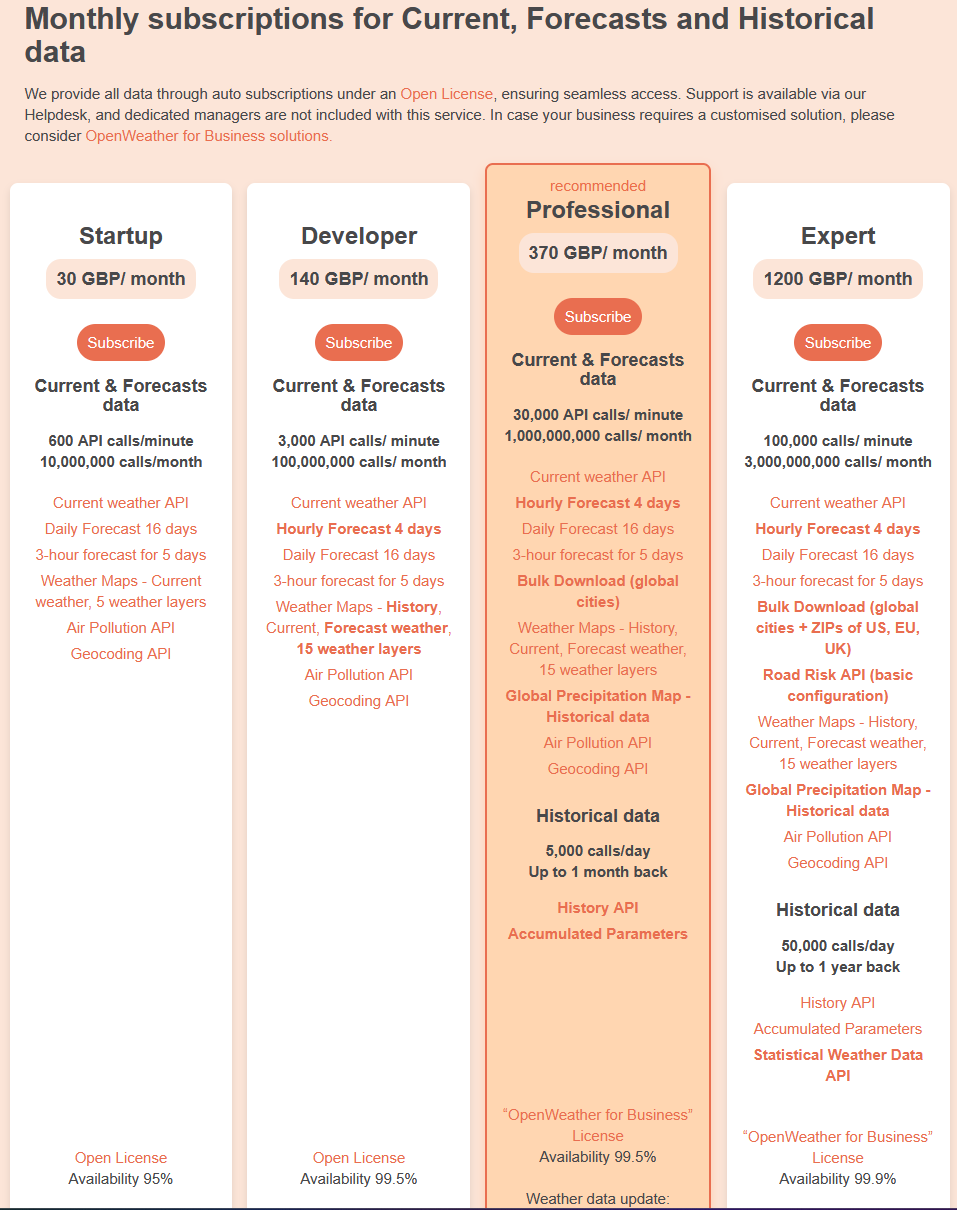 Monthly subscriptions for Current, Forecasts and Historical
data
We provide all data through auto subscriptions under an Open License, ensuring seamless access. Support is available via our
Helpdesk, and dedicated managers are not included with this service. In case your business requires a customised solution, please
consider OpenWeather for Business solutions.
Startup
30 GBP/ month
Subscribe
Current & Forecasts
data
600 API calls/minute
10,000,000 calls/month
Current weather API
Daily Forecast 16 days
3-hour forecast for 5 days
Weather Maps - Current
weather, 5 weather layers
Air Pollution API
Geocoding API
Open License
Availability 95%
Developer
140 GBP/ month
Subscribe
Current & Forecasts
data
3,000 API calls/ minute
100,000,000 calls/ month
Current weather API
Hourly Forecast 4 days
Daily Forecast 16 days
3-hour forecast for 5 days
Weather Maps - History,
Current, Forecast weather,
15 weather layers
Air Pollution API
Geocoding API
Open License
Availability 99.5%
recommended
Professional
370 GBP/ month
Subscribe
Current & Forecasts
data
30,000 API calls/ minute
1,000,000,000 calls/ month
Current weather API
Hourly Forecast 4 days
Daily Forecast 16 days
3-hour forecast for 5 days
Bulk Download (global
cities)
Weather Maps - History,
Current, Forecast weather,
15 weather layers
Global Precipitation Map -
Historical data
Air Pollution API
Geocoding API
Historical data
5,000 calls/day
Up to 1 month back
History API
Accumulated Parameters
“OpenWeather for Business”
License
Availability 99.5%
Weather data update:
Expert
1200 GBP/ month
Subscribe
Current & Forecasts
data
100,000 calls/ minute
3,000,000,000 calls/ month
Current weather API
Hourly Forecast 4 days
Daily Forecast 16 days
3-hour forecast for 5 days
Bulk Download (global
cities + ZIPs of US, EU,
UK)
Road Risk API (basic
configuration)
Weather Maps - History,
Current, Forecast weather,
15 weather layers
Global Precipitation Map -
Historical data
Air Pollution API
Geocoding API
Historical data
50,000 calls/day
Up to 1 year back
History API
Accumulated Parameters
Statistical Weather Data
API
“OpenWeather for Business”
License
Availability 99.9%